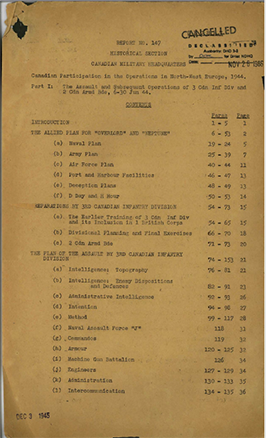 CANCELLED
REPORT NO. 147
HISTORICAL SECTION
CANADIAN MILITARY HEADQUARTERS
DECLASSIFIED
NOV 26 1986
Canadian Participation in the Operations in North-West Europe, 1944.
Part I: The Assault and Subsequent Operations of 3 Cdn Inf Div and
2 Cdn Armd Bde, 6-30 Jun 44.
CONTENTS
Paras Page
INTRODUCTION 1 - 5 1
THE ALLIED PLAN FOR "OVERLORD" AND "NEPTUNE" 6 - 53 2
(a) Naval Plan 19 - 24 5
(b) Army Plan 25 - 39 7
(c) Air Force Plan 40 - 44 11
(d) Port and Harbour Facilities 46 - 47 13
(e) Deception Plans 48 - 49 13
(f) D Day and H Hour 50 - 53 14
PREPARATIONS BY 3RD CANADIAN INFANTRY DIVISION 54 - 73 15
(a) The Earlier Training of 3 Cdn Inf Div
and its Inclusion in 1 British Corps 54 - 65 15
(b) Divisional Planning and Final Exercises 66 - 70 18
(c) 2 Cdn Armd Bde 71 - 73 20
THE PLAN OF THE ASSAULT BY 3RD CANADIAN INFANTRY
DIVISION 74 - 153 21
(a) Intelligence: Topography 76 - 81 21
(b) Intelligence: Enemy Dispositions
and Defences 82 - 91 23
(c) Administrative Intelligence 92 - 93 26
(d) Intention 94 - 98 27
(e) Method 99 - 127 28
(f) Naval Assault Force "J" 118 32
(g) Commandos 119 32
(h) Armour 120 - 125 33
(i) Machine Gun Battalion 126 34
(j) Engineers 127 - 129 34
(k) Administration 130 - 133 35
(l) Intercommunication 134 - 135 36
DEC 3 1945